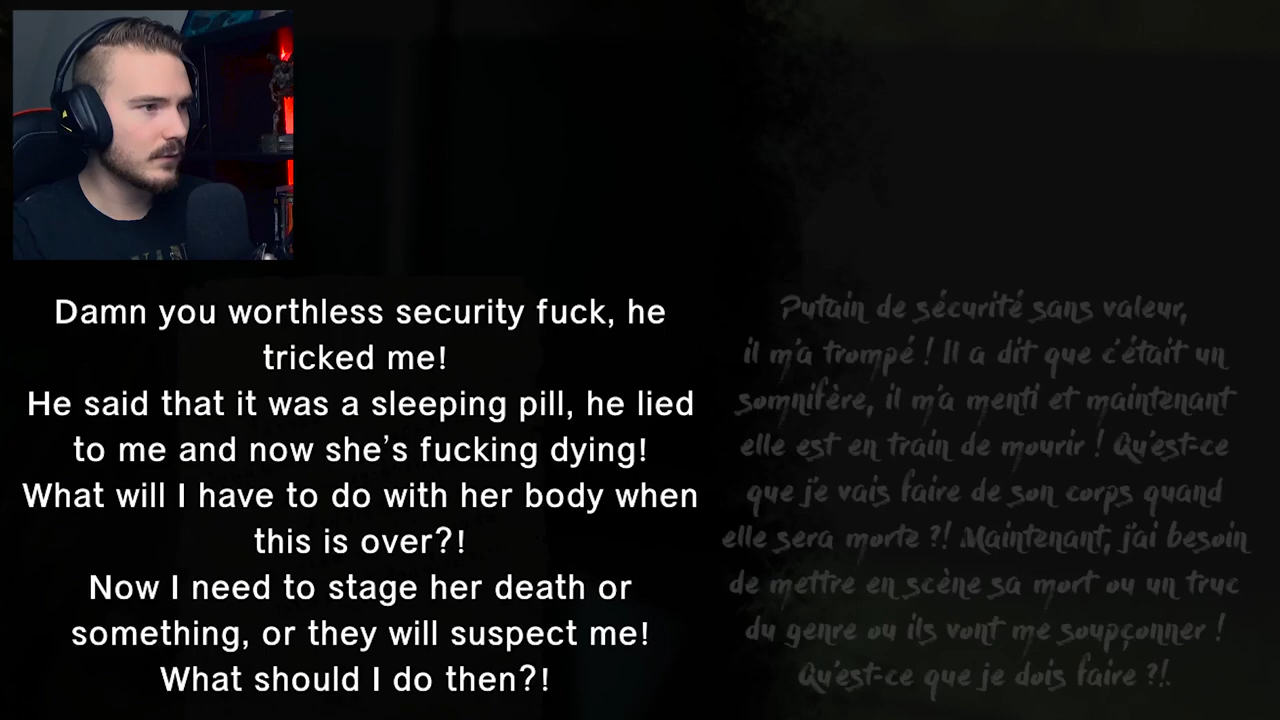 Damn you worthless security fuck, he
tricked me!
He said that it was a sleeping pill, he lied
to me and now she's fucking dying!
What will I have to do with her body when
this is over?!
Now I need to stage her death or
something, or they will suspect me!
What should I do then?!
Putain de sécurité sans valeur,
il m'a trompé ! Il a dit que c'était un
somnifère, il m'a menti et maintenant
elle est en train de mourir ! Qu'est-ce
que je vais faire de son corps quand
elle sera morte ?! Maintenant, j'ai besoin
de mettre en scène sa mort ou un truc
du genre ou ils vont me soupçonner !
Qu'est-ce que je dois faire ?!